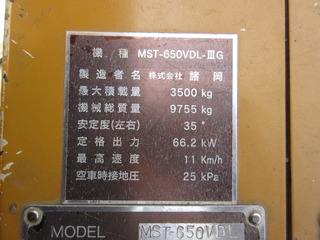 機種 MST-650VDL-ⅢG
製造者名 株式会社 諸岡
最大積載量 3500 kg
機械総質量 9755 kg
安定度(左右) 35°
定格出力 66.2 kW
最高速度 11 Km/h
空車時接地圧 25 kPa
MODEL MST-650VDL